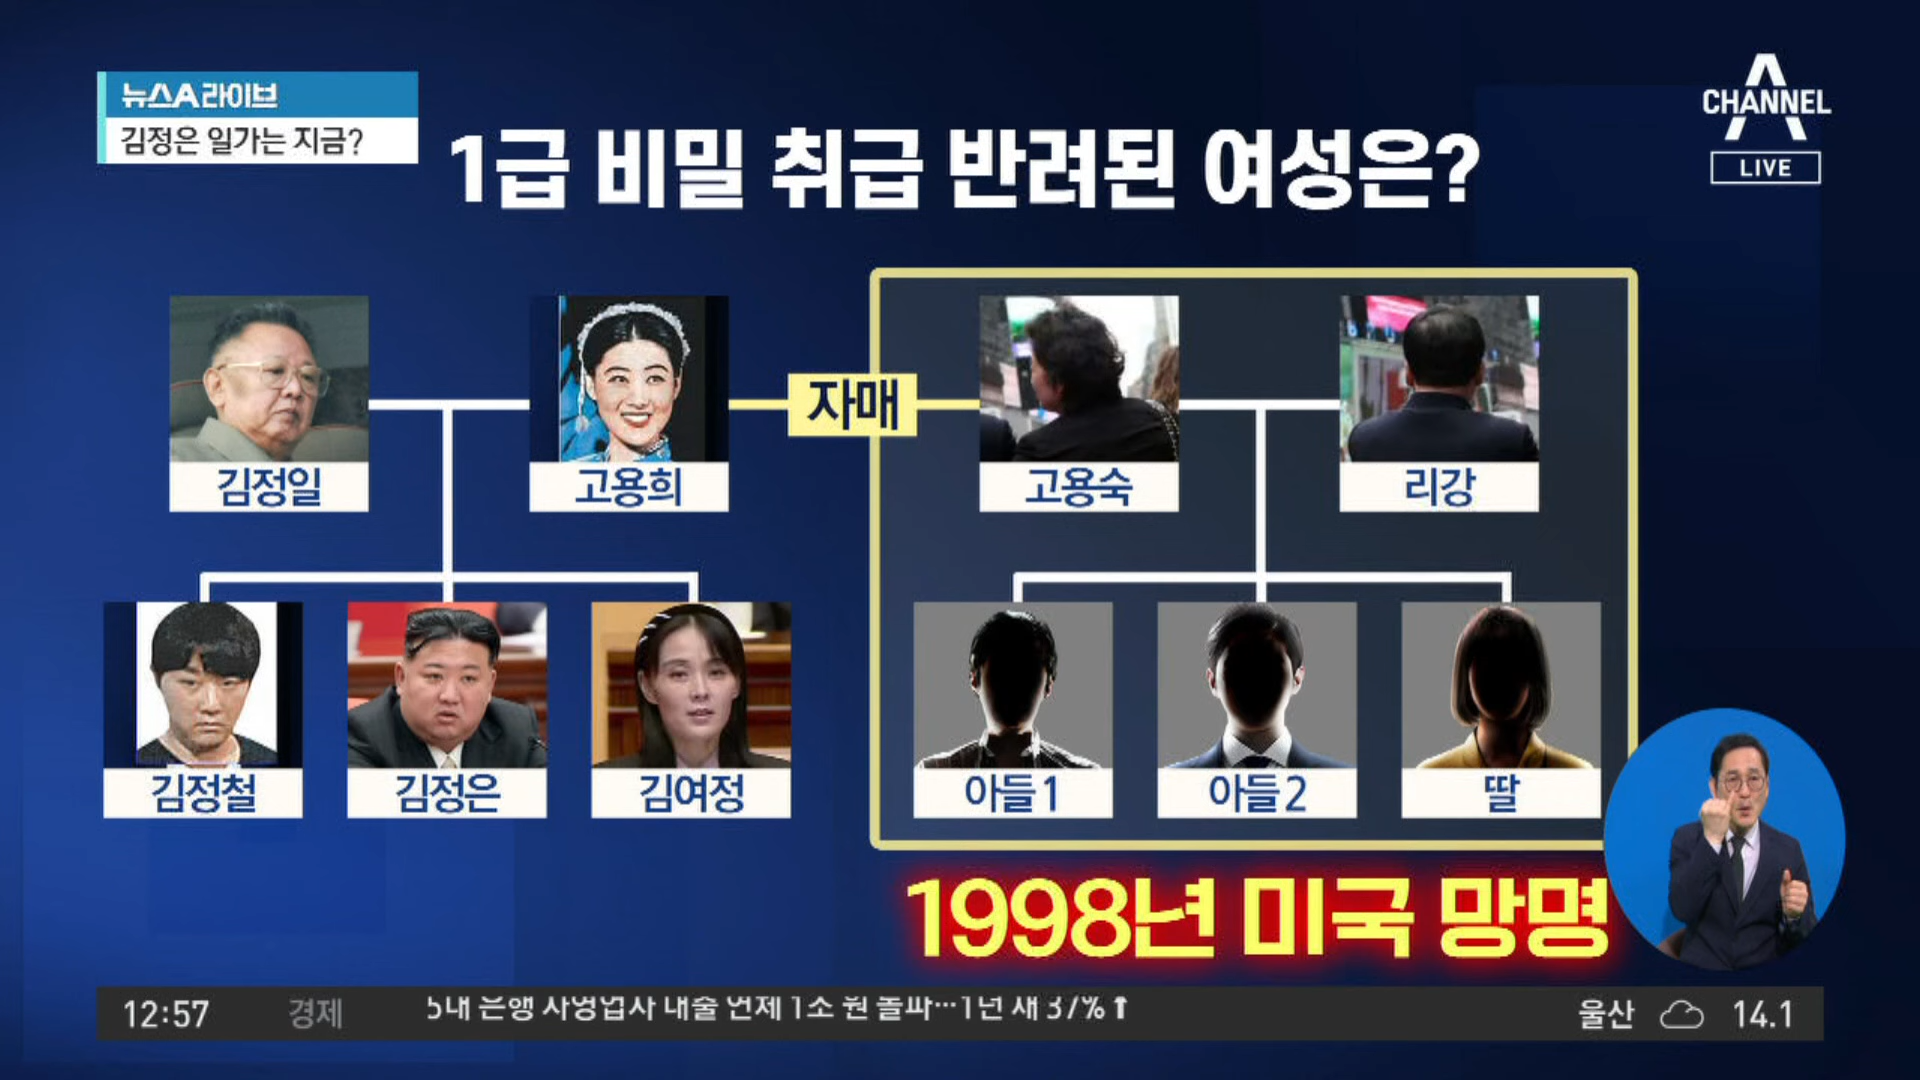 뉴스A 라이브
김정은 일가는 지금?
CHANNEL A
LIVE
1급 비밀 취급 반려된 여성은?
김정일
고용희
자매
고용숙
리강
김정철
김정은
김여정
아들1
아들2
딸
1998년 미국 망명
12:57
경제
5대 은행 자영업자 대출 연체 1조 원 돌파…1년 새 37%⬆
울산
14.1